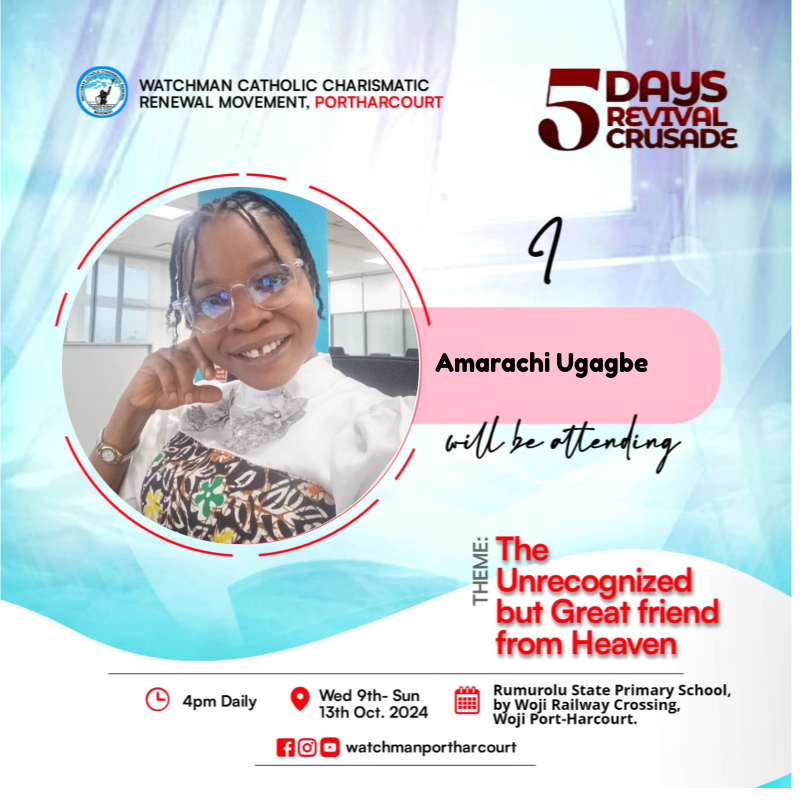 WATCHMAN CATHOLIC CHARISMATIC
RENEWAL MOVEMENT, PORTHARCOURT
5 DAYS
REVIVAL
CRUSADE
I
Amarachi Ugagbe
will be attending
THEME:
The
Unrecognized
but Great friend
from Heaven
4pm Daily
Wed 9th- Sun
13th Oct. 2024
Rumurolu State Primary School,
by Woji Railway Crossing,
Woji Port-Harcourt.
watchmanportharcourt